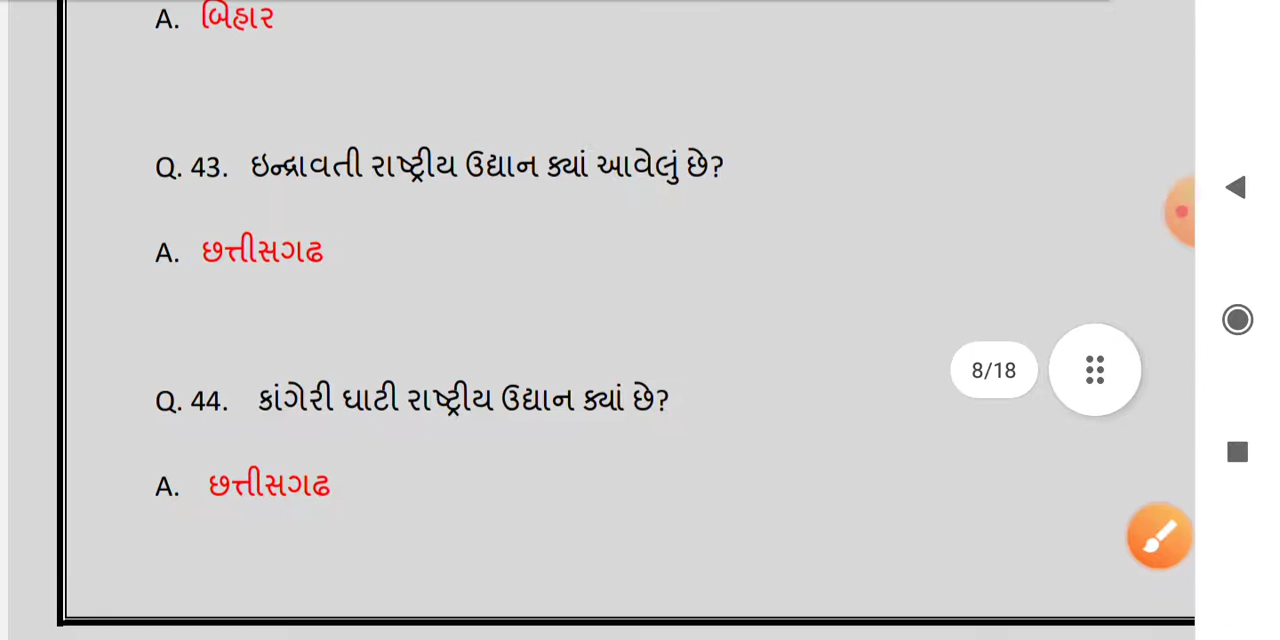 A. બિહાર
Q. 43. ઇન્દ્રાવતી રાષ્ટ્રીય ઉદ્યાન ક્યાં આવેલું છે?
A. છત્તીસગઢ
8/18
Q. 44. કાંગેરી ઘાટી રાષ્ટ્રીય ઉદ્યાન ક્યાં છે?
A. છત્તીસગઢ